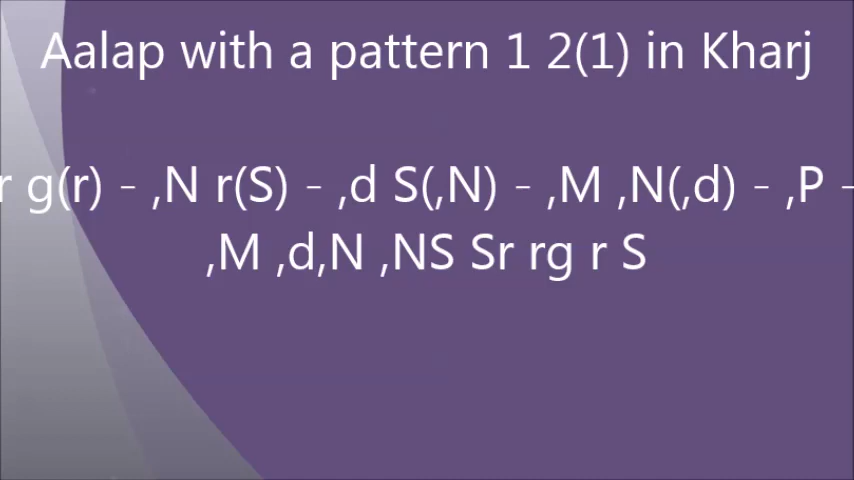 Aalap with a pattern 1 2(1) in Kharj
r g(r) - ,N r(S) - ,d S(,N) - ,M ,N(,d) - ,P -
,M ,d,N ,NS Sr rg r S